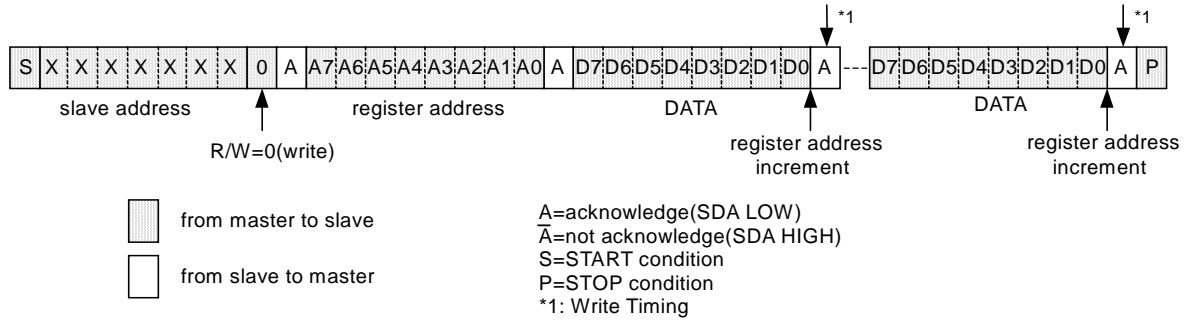 *1 *1
S X X X X X X X 0 A A7 A6 A5 A4 A3 A2 A1 A0 A D7 D6 D5 D4 D3 D2 D1 D0 A D7 D6 D5 D4 D3 D2 D1 D0 A P
slave address register address DATA DATA
R/W=0(write)
register address
increment
register address
increment
from master to slave
from slave to master
A=acknowledge(SDA LOW)
A̅=not acknowledge(SDA HIGH)
S=START condition
P=STOP condition
*1: Write Timing